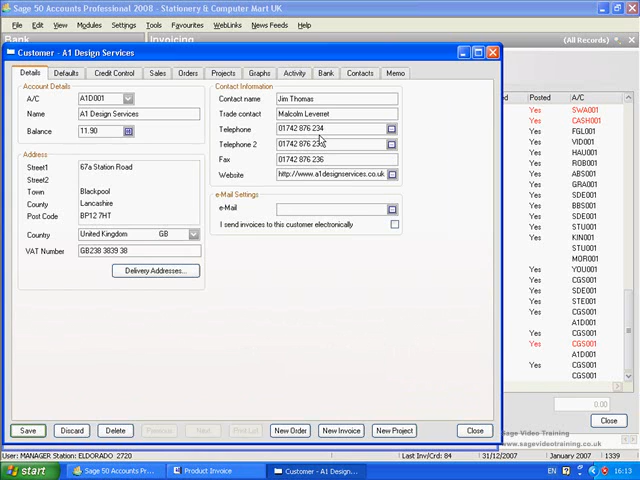 Sage 50 Accounts Professional 2008 - Stationery & Computer Mart UK
File Edit View Modules Settings Tools Favourites WebLinks News Feeds Help
Bank Invoicing (All Records)
Customer - A1 Design Services
Details Defaults Credit Control Sales Orders Projects Graphs Activity Bank Contacts Memo
Account Details
A/C A1D001
Name A1 Design Services
Balance 11.90
Address
Street1 67a Station Road
Street2
Town Blackpool
County Lancashire
Post Code BP12 7HT
Country United Kingdom GB
VAT Number GB238 3839 38
Delivery Addresses...
Contact Information
Contact name Jim Thomas
Trade contact Malcolm Leverret
Telephone 01742 876 234
Telephone 2 01742 876 235
Fax 01742 876 236
Website http://www.a1designservices.co.uk
e-Mail Settings
e-Mail
I send invoices to this customer electronically
Posted A/C
Yes SWA001
Yes CASH001
Yes FGL001
Yes VID001
Yes HAU001
Yes ROB001
Yes ABS001
Yes GRA001
Yes SDE001
Yes BBS001
Yes SDE001
STU001
Yes KIN001
STU001
MOR001
Yes YOU001
Yes CGS001
Yes SDE001
Yes STE001
Yes CGS001
A1D001
Yes CGS001
A1D001
Yes CGS001
CGS001
0.00
Close
Save Discard Delete Previous Next Print List New Order New Invoice New Project Close
Sage Video Training
www.sagevideotraining.co.uk
User: MANAGER Station: ELDORADO 2720 Last Inv/Crd: 84 31/12/2007 January 2007 1339
start Sage 50 Accounts Pr... Product Invoice Customer - A1 Desig... EN 16:13